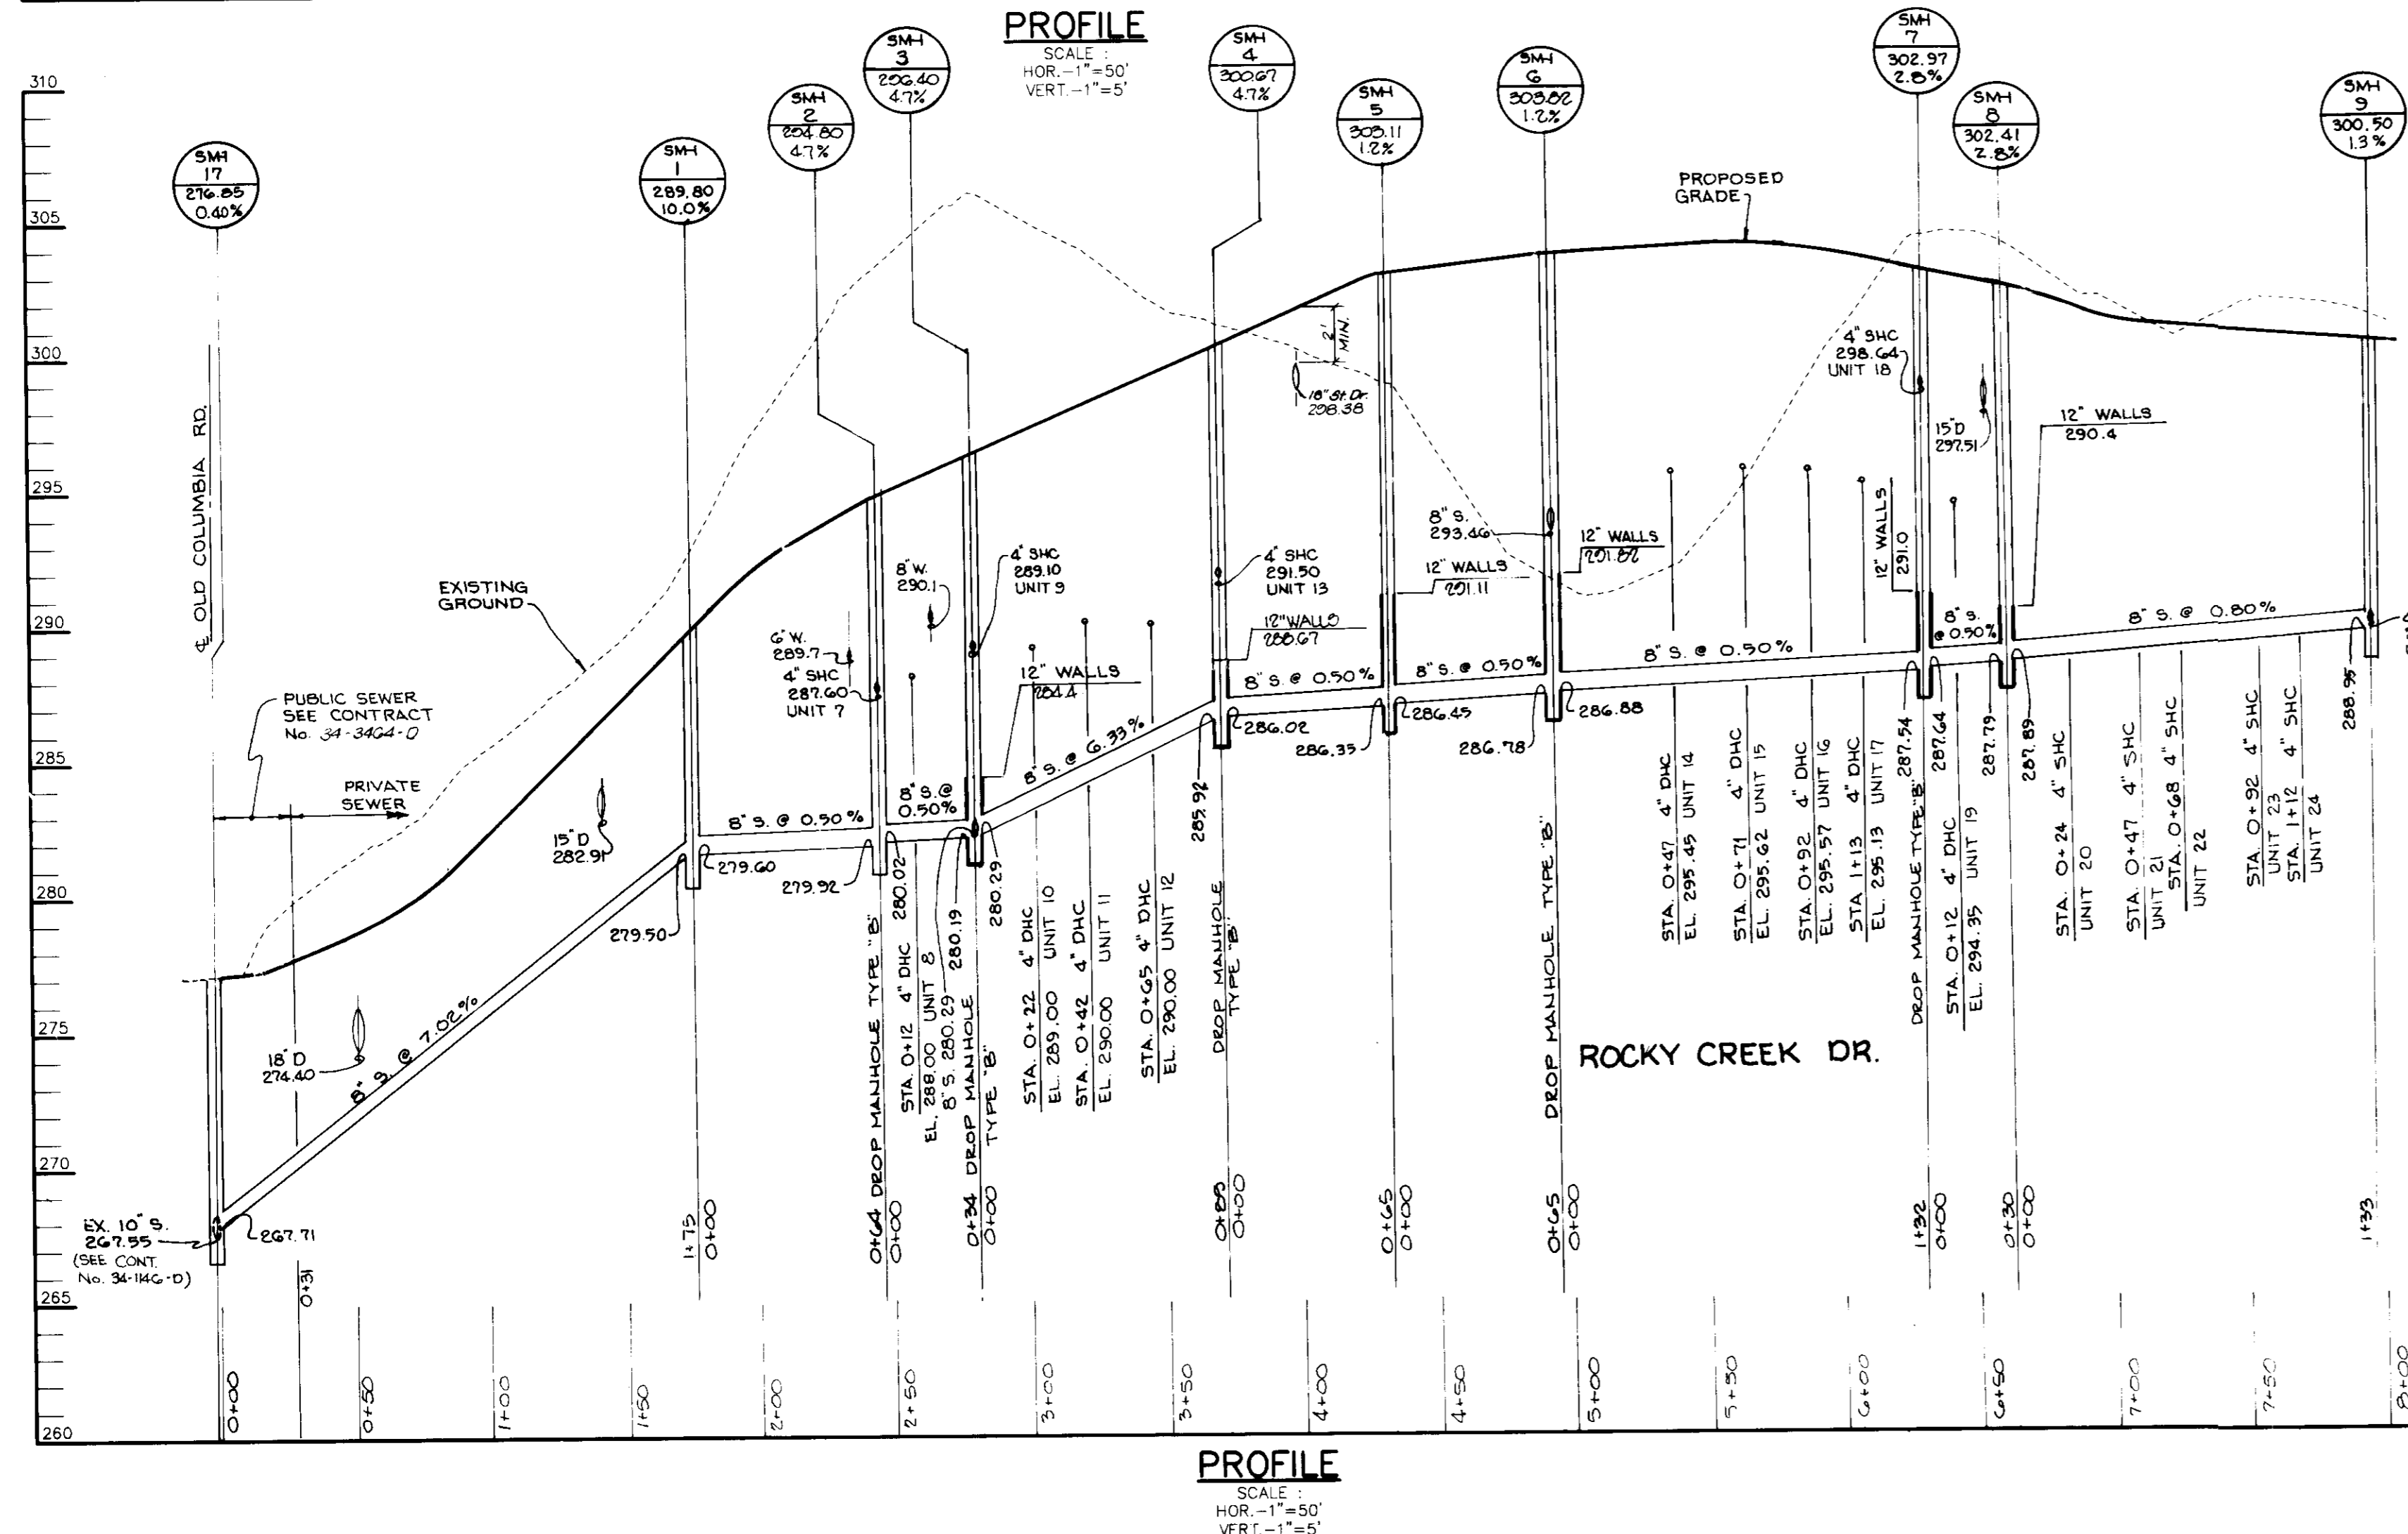 PROFILE
SCALE :
HOR.-1"=50'
VERT.-1"=5'
310
305
300
295
290
285
280
275
270
265
260
SMH
17
276.85
0.40%
SMH
1
289.80
10.0%
SMH
2
294.80
4.7%
SMH
3
296.40
4.7%
SMH
4
300.67
4.7%
SMH
5
303.11
1.2%
SMH
6
303.82
1.2%
SMH
7
302.97
2.8%
SMH
8
302.41
2.8%
SMH
9
300.50
1.3%
PROPOSED
GRADE
EXISTING
GROUND
℄ OLD COLUMBIA RD.
PUBLIC SEWER
SEE CONTRACT
No. 34-3464-D
PRIVATE
SEWER
15"D
282.91
18"D
274.40
8" S. @ 7.02%
EX. 10" S.
267.55
(SEE CONT.
No. 34-1146-D)
267.71
279.50
279.60
8" S. @ 0.50%
279.92
280.02
6" W.
289.7
4" SHC
287.60
UNIT 7
8" W.
290.1
8" S. @
0.50%
4" SHC
289.10
UNIT 9
12" WALLS
284.4
8" S. 280.29
280.19
280.29
8" S. @ 6.33%
285.92
286.02
4" SHC
291.50
UNIT 13
12" WALLS
288.67
2'
MIN.
18" St. Dr.
298.38
8" S. @ 0.50%
286.35
286.45
12" WALLS
291.11
8" S. @ 0.50%
286.78
286.88
8" S.
293.46
12" WALLS
291.82
8" S. @ 0.50%
287.54
287.64
4" SHC
298.64
UNIT 18
12" WALLS
291.0
15"D
297.51
8" S.
@ 0.50%
287.79
287.89
12" WALLS
290.4
8" S. @ 0.80%
288.95
0+64 DROP MANHOLE TYPE "B"
0+00
STA. 0+12 4" DHC
EL. 288.00 UNIT 8
0+34 DROP MANHOLE
TYPE "B"
0+00
STA. 0+22 4" DHC
EL. 289.00 UNIT 10
STA. 0+42 4" DHC
EL. 290.00 UNIT 11
STA. 0+65 4" DHC
EL. 290.00 UNIT 12
DROP MANHOLE
TYPE "B"
DROP MANHOLE TYPE "B"
STA. 0+47 4" DHC
EL. 295.45 UNIT 14
STA. 0+71 4" DHC
EL. 295.62 UNIT 15
STA. 0+92 4" DHC
EL. 295.57 UNIT 16
STA 1+13 4" DHC
EL. 295.13 UNIT 17
DROP MANHOLE TYPE "B"
STA. 0+12 4" DHC
EL. 294.35 UNIT 19
STA. 0+24 4" SHC
UNIT 20
STA. 0+47 4" SHC
UNIT 21
STA. 0+68 4" SHC
UNIT 22
STA. 0+92 4" SHC
UNIT 23
STA. 1+12 4" SHC
UNIT 24
ROCKY CREEK DR.
0+31
1+75
0+00
0+00
0+65
0+00
0+65
0+00
1+32
0+00
0+30
0+00
1+33
0+00
0+50
1+00
1+50
2+00
2+50
3+00
3+50
4+00
4+50
5+00
5+50
6+00
6+50
7+00
7+50
8+00
PROFILE
SCALE :
HOR.-1"=50'
VERT.-1"=5'